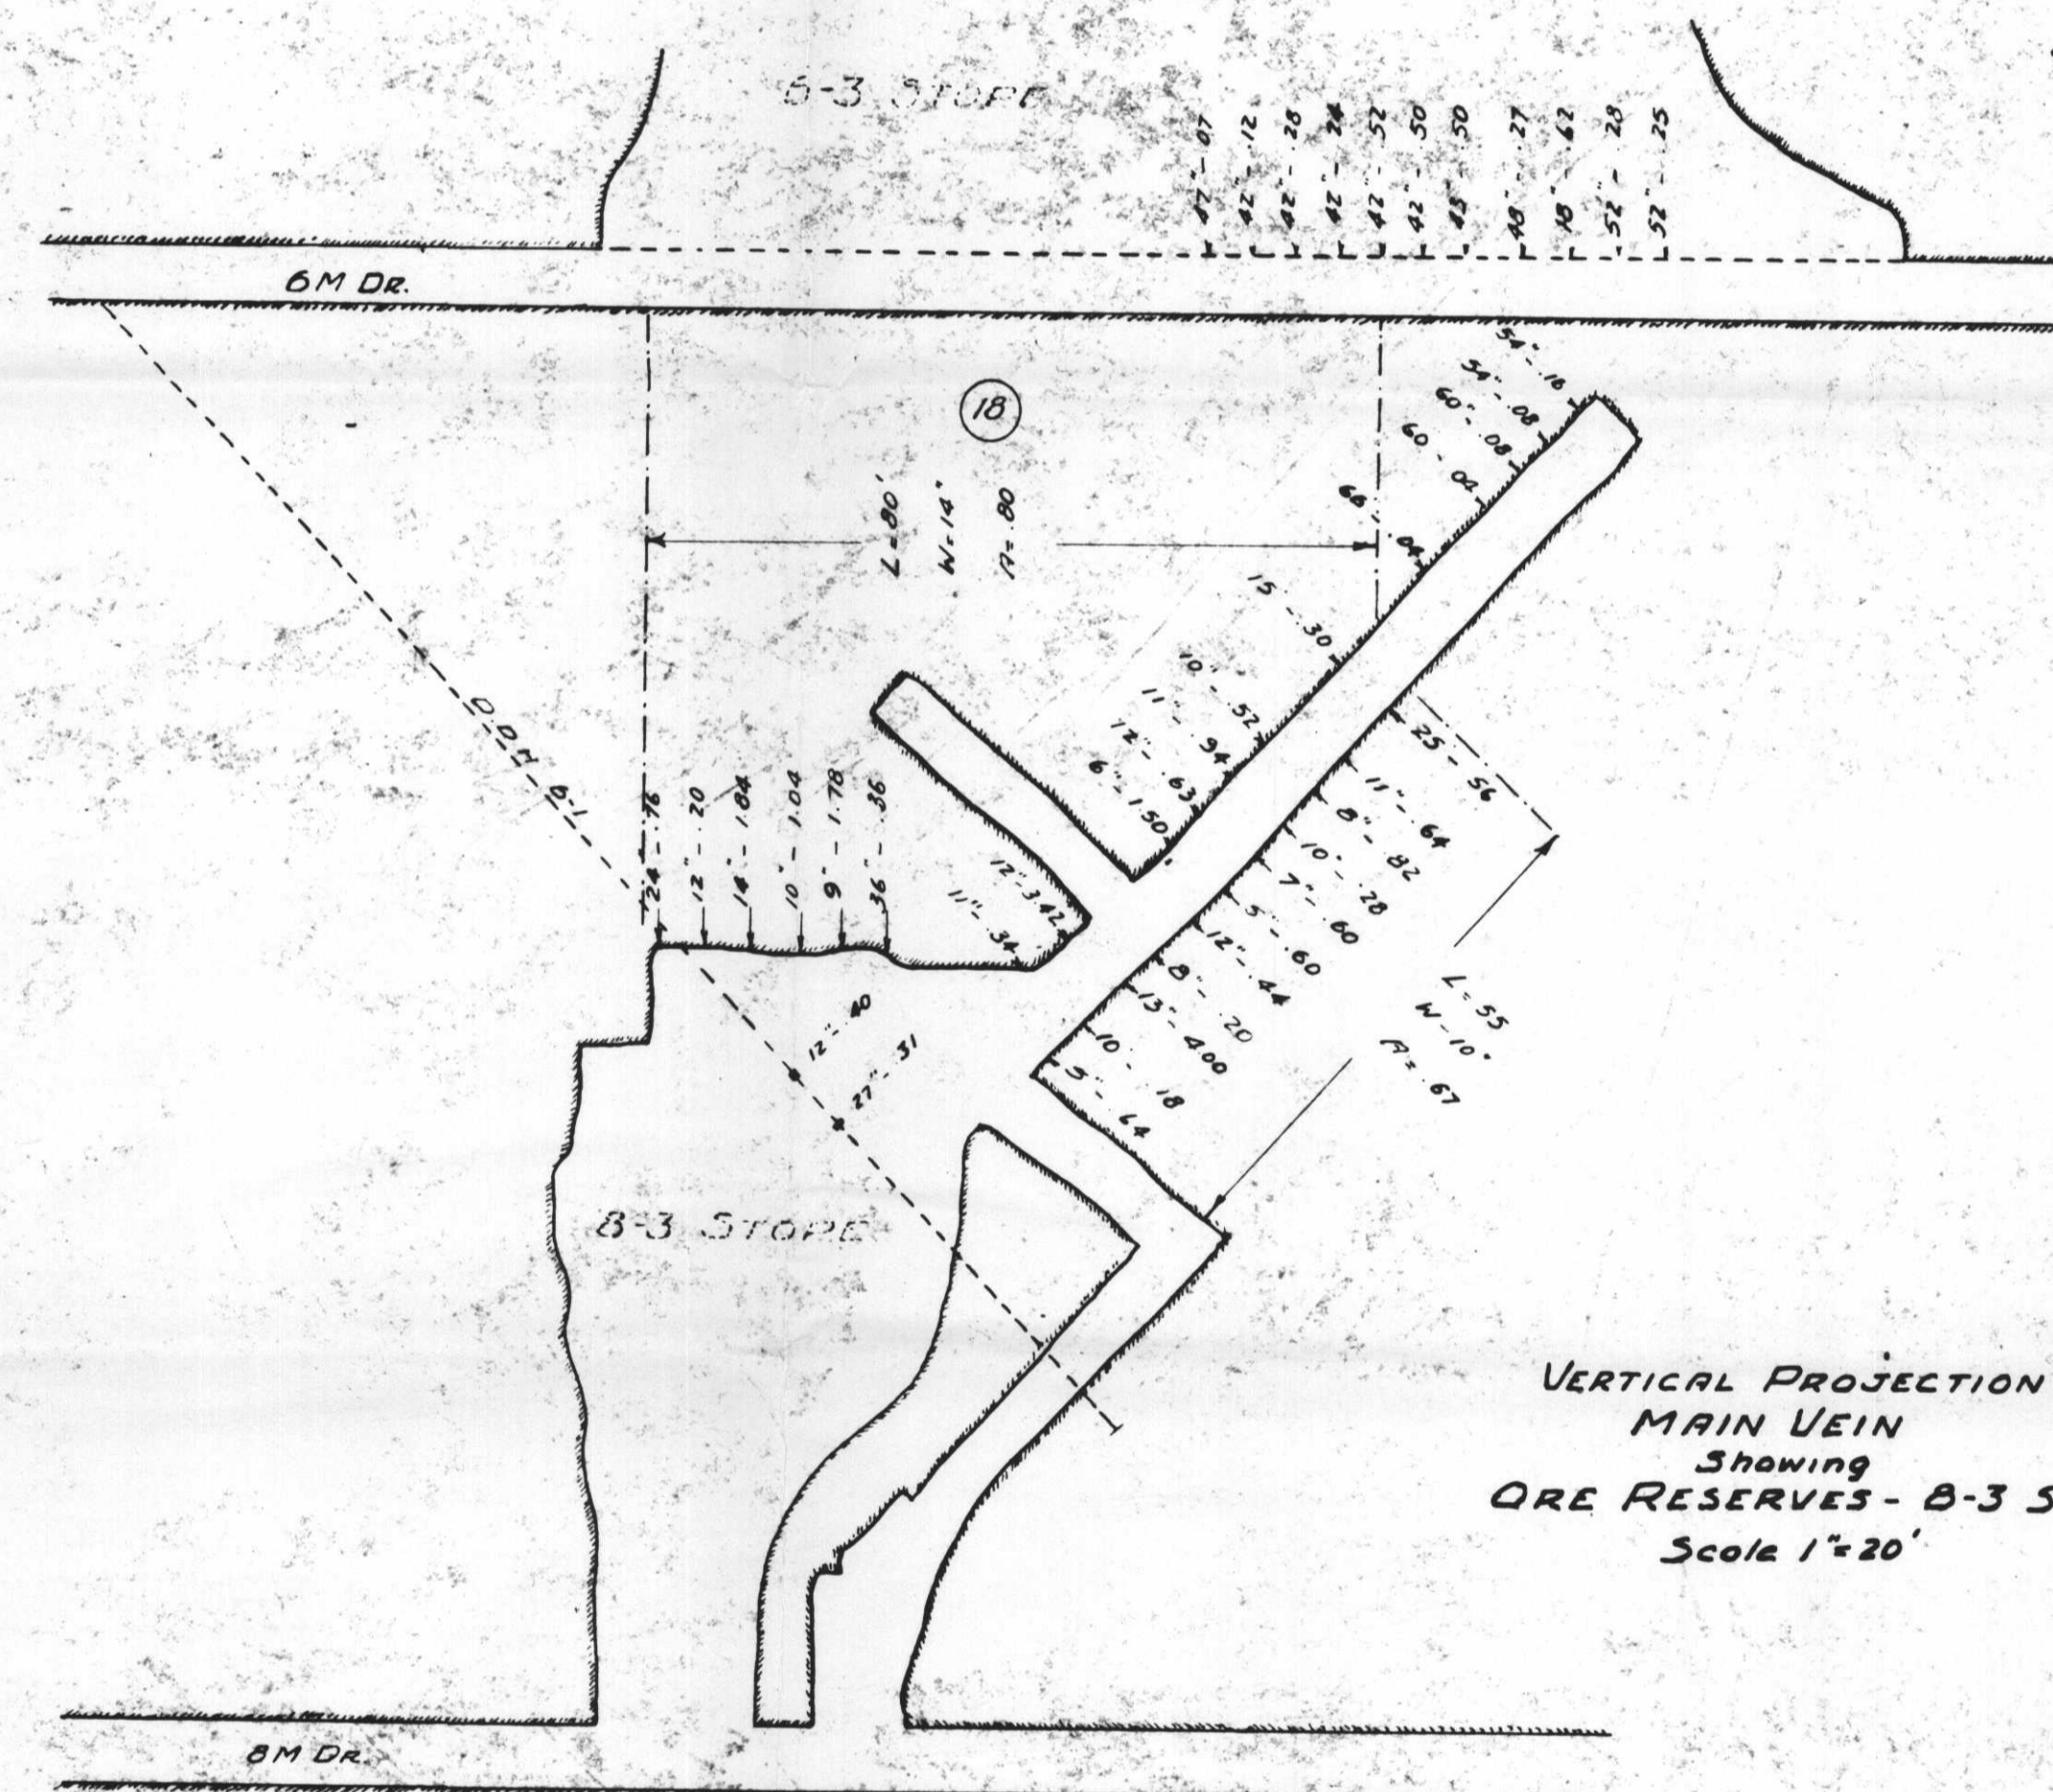 6-3 STOPE
47" - .07
42" - .12
42" - .28
42" - .24
42" - .52
42" - .50
45" - .50
48" - .27
18" - .62
52" - .28
52" - .25
6M DR.
18
L = 80'
W = 14"
A = .80
54" - .16
54" - .08
60" - .08
60 - .04
66 - .04
15 - .30
10" - .52
11" - .94
12" - .63
6" - 1.50
D.D.H. 6-1
24 - .76
12" - .20
14" - 1.84
10" - 1.04
9" - 1.78
36" - .36
12" - 3.42
11" - .34
25 - .56
11" - .64
8" - .82
10" - .28
7" - .60
5" - .60
12" - .44
8" - .20
13" - 4.00
10 - .18
5" - .64
L = 55
W - 10"
A = .67
12" - .40
27" - .31
8-3 STOPE
VERTICAL PROJECTION
MAIN VEIN
Showing
ORE RESERVES - 8-3 S
Scale 1" = 20'
8M DR.